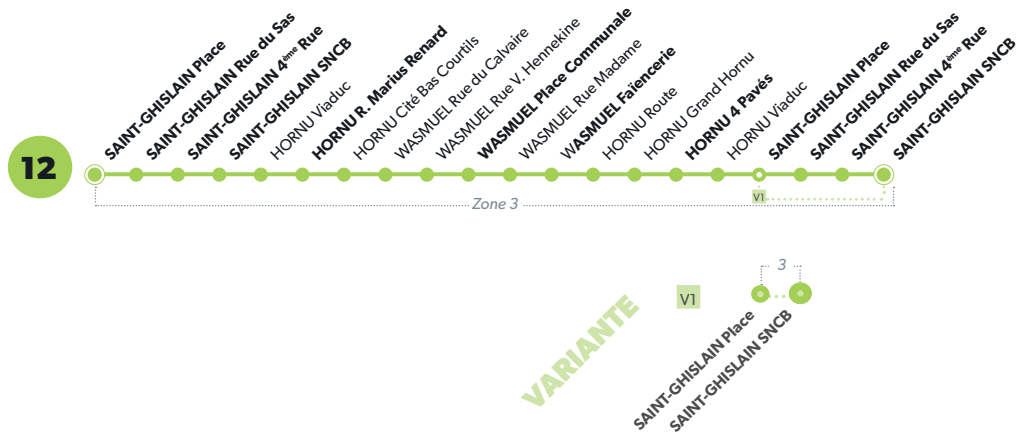 12
SAINT-GHISLAIN Place
SAINT-GHISLAIN Rue du Sas
SAINT-GHISLAIN 4ème Rue
SAINT-GHISLAIN SNCB
HORNU Viaduc
HORNU R. Marius Renard
HORNU Cité Bas Courtils
WASMUEL Rue du Calvaire
WASMUEL Rue V. Hennekine
WASMUEL Place Communale
WASMUEL Rue Madame
WASMUEL Faïencerie
HORNU Route
HORNU Grand Hornu
HORNU 4 Pavés
HORNU Viaduc
SAINT-GHISLAIN Place
SAINT-GHISLAIN Rue du Sas
SAINT-GHISLAIN 4ème Rue
SAINT-GHISLAIN SNCB
V1
Zone 3
3
V1
VARIANTE
SAINT-GHISLAIN Place
SAINT-GHISLAIN SNCB